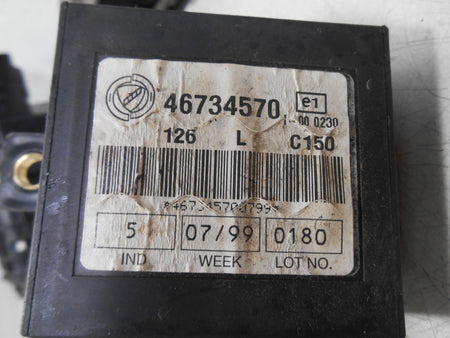 46734570 e1
00 0230
126 L C150
5 07/99 0180
IND WEEK LOT NO.